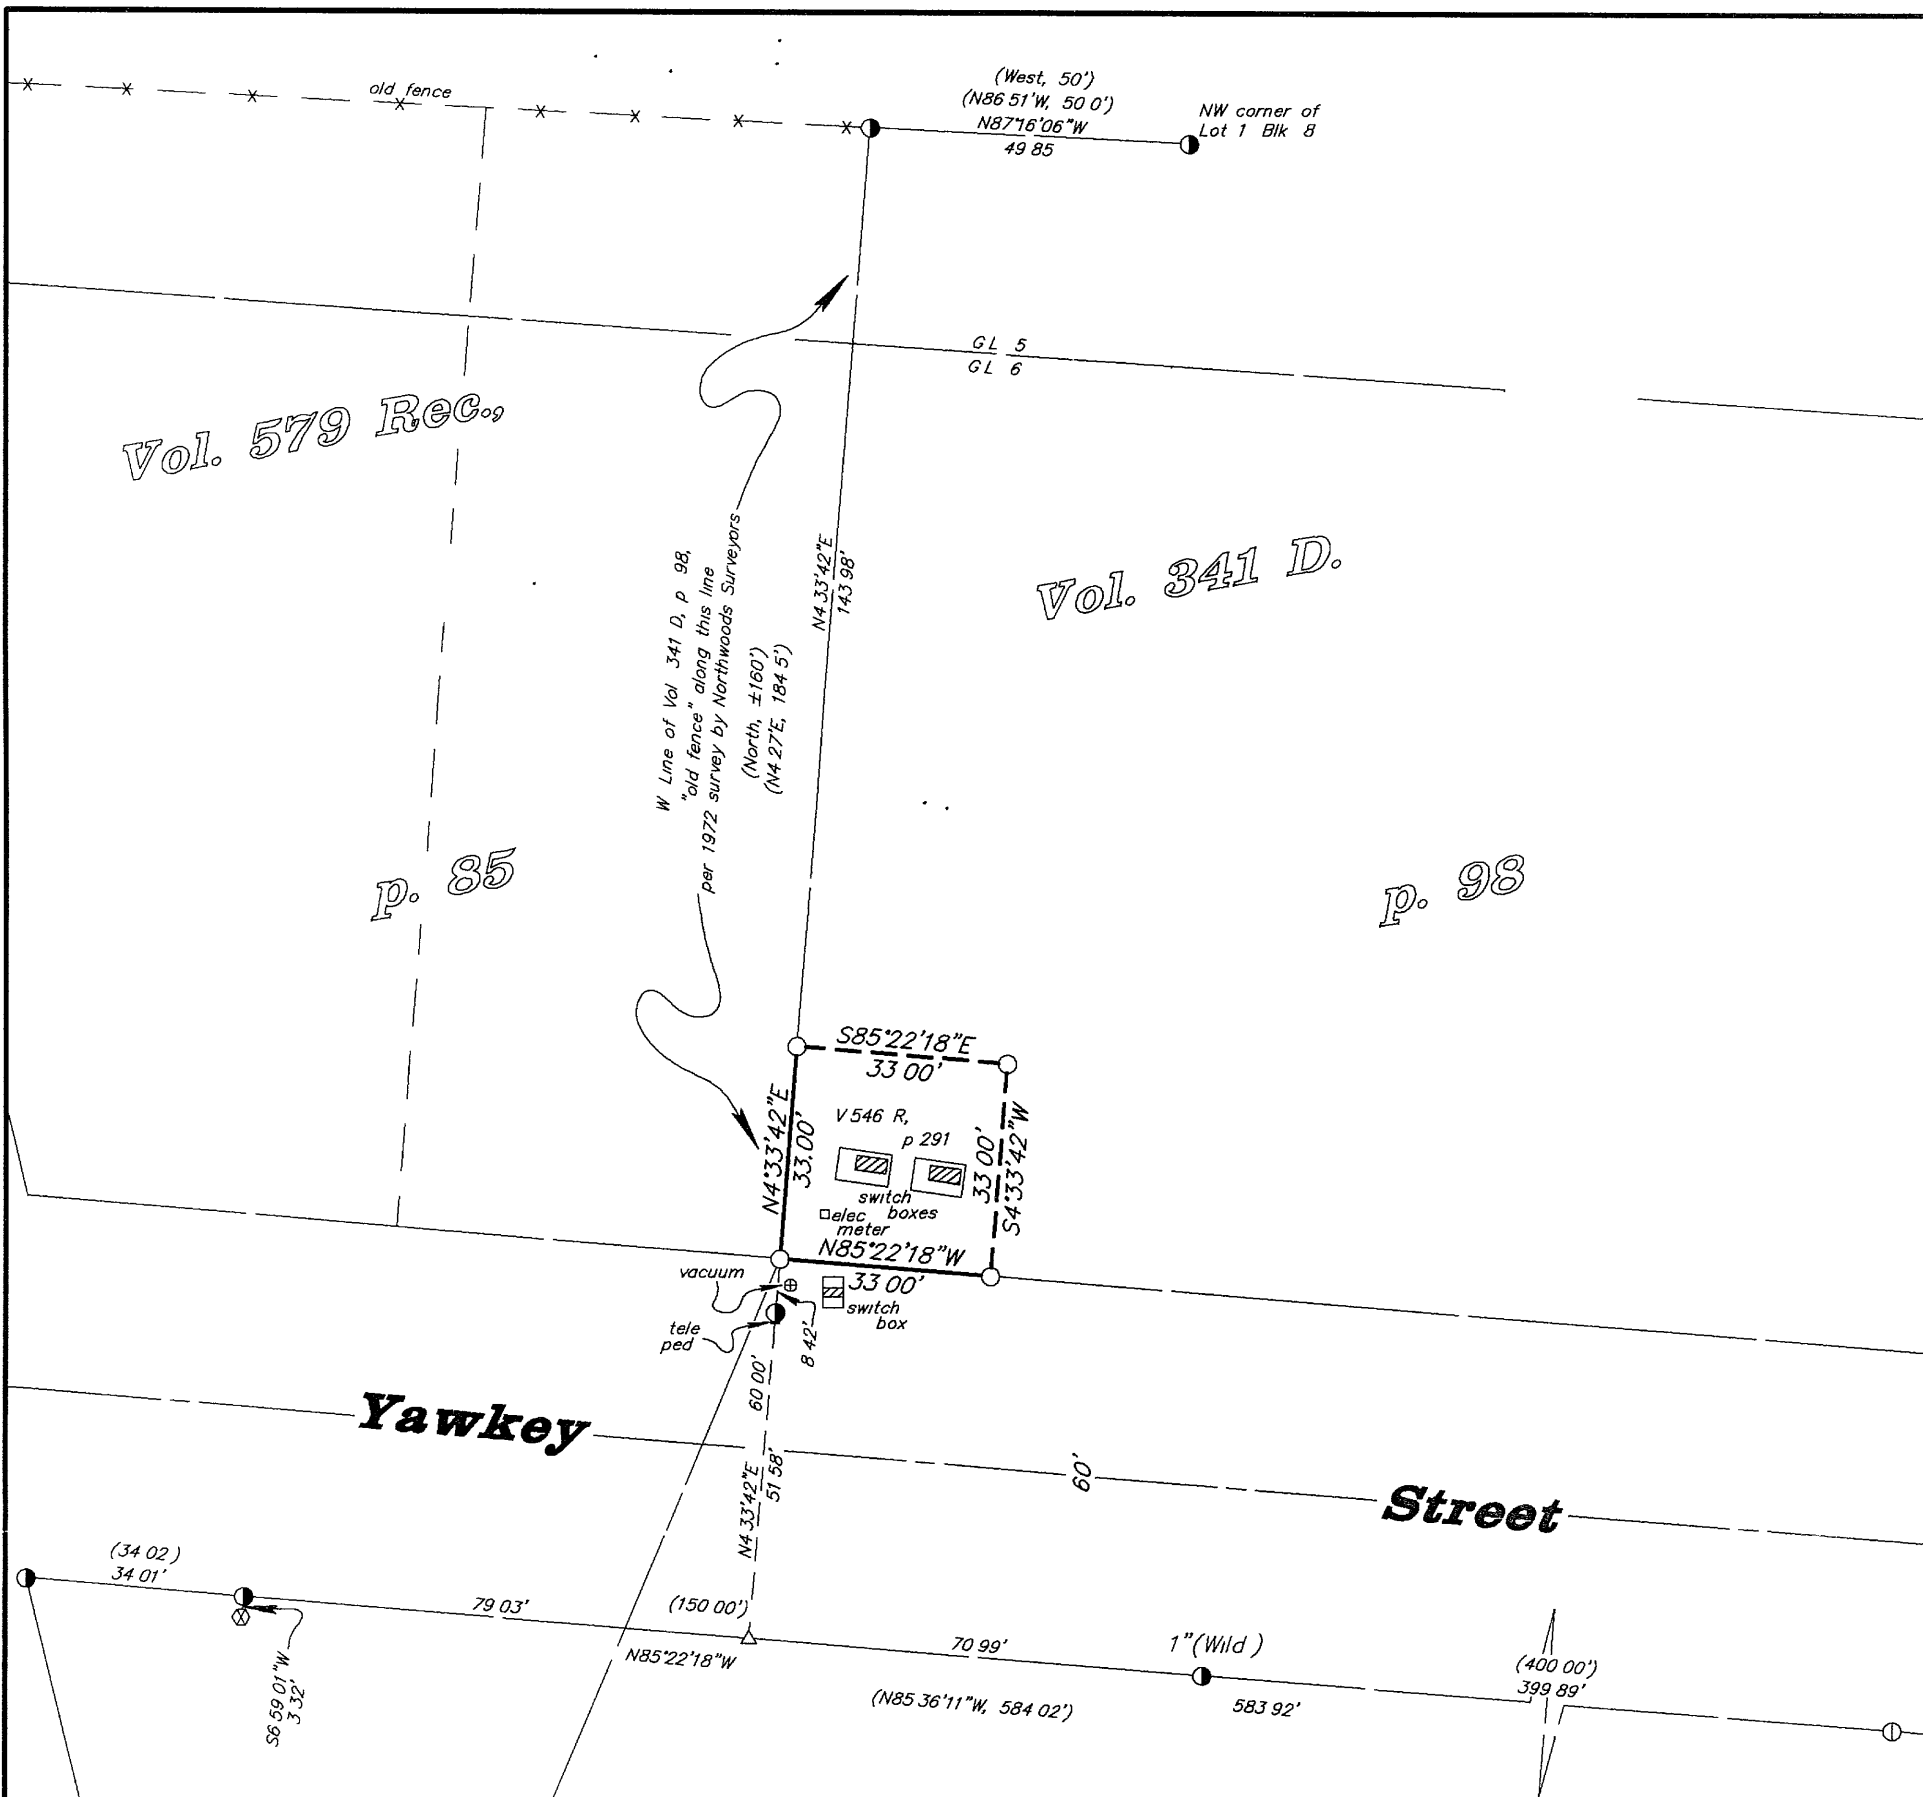 old fence
(West, 50')
(N86 51'W, 50 0')
N87°16'06"W
49 85
NW corner of
Lot 1 Blk 8
GL 5
GL 6
Vol. 579 Rec.,
p. 85
Vol. 341 D.
p. 98
W Line of Vol 341 D, p 98,
"old fence" along this line
per 1972 survey by Northwoods Surveyors
(North, ±160')
(N4 27'E, 184 5')
N4 33'42"E
143 98'
S85°22'18"E
33 00'
N4°33'42"E
33.00'
V 546 R,
p 291
switch
boxes
elec
meter
33 00'
S4°33'42"W
N85°22'18"W
33 00'
vacuum
switch
box
tele
ped
8 42'
60 00'
N4 33'42"E
51 58'
Yawkey
Street
60'
(34 02)
34 01'
79 03'
(150 00')
N85°22'18"W
70 99'
1"(Wild )
(N85 36'11"W, 584 02')
583 92'
(400 00')
399 89'
S6 59 01"W
3 32'